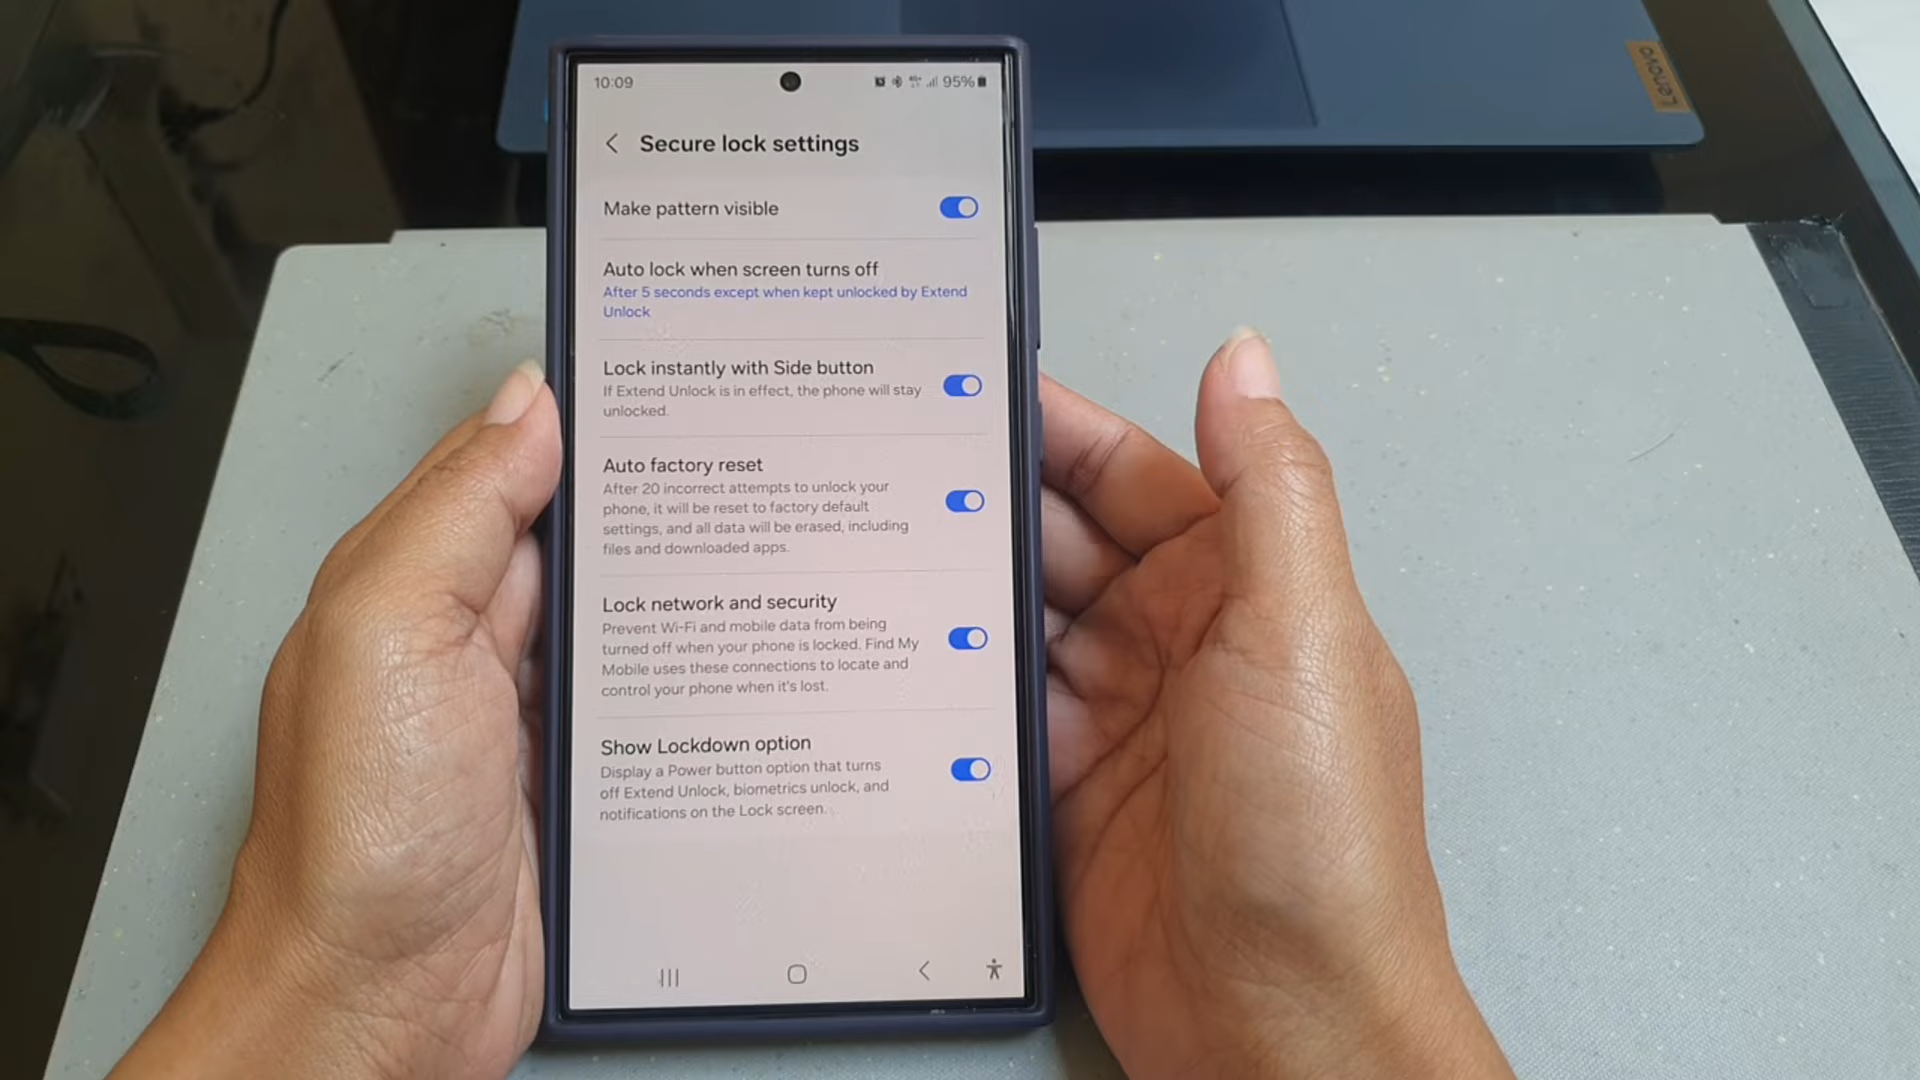 Lenovo
10:09
95%
Secure lock settings
Make pattern visible
Auto lock when screen turns off
After 5 seconds except when kept unlocked by Extend
Unlock
Lock instantly with Side button
If Extend Unlock is in effect, the phone will stay
unlocked.
Auto factory reset
After 20 incorrect attempts to unlock your
phone, it will be reset to factory default
settings, and all data will be erased, including
files and downloaded apps.
Lock network and security
Prevent Wi-Fi and mobile data from being
turned off when your phone is locked. Find My
Mobile uses these connections to locate and
control your phone when it's lost.
Show Lockdown option
Display a Power button option that turns
off Extend Unlock, biometrics unlock, and
notifications on the Lock screen.